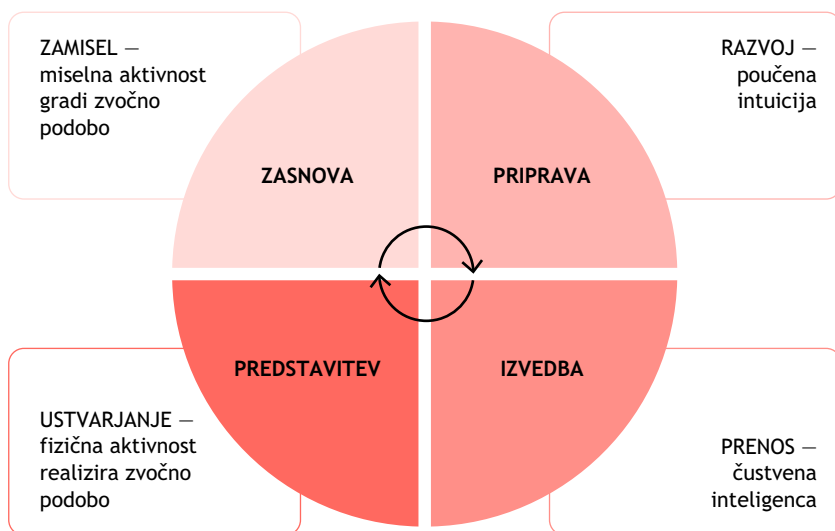 ZAMISEL —
miselna aktivnost
gradi zvočno
podobo
RAZVOJ —
poučena
intuicija
ZASNOVA
PRIPRAVA
PREDSTAVITEV
IZVEDBA
USTVARJANJE —
fizična aktivnost
realizira zvočno
podobo
PRENOS —
čustvena
inteligenca